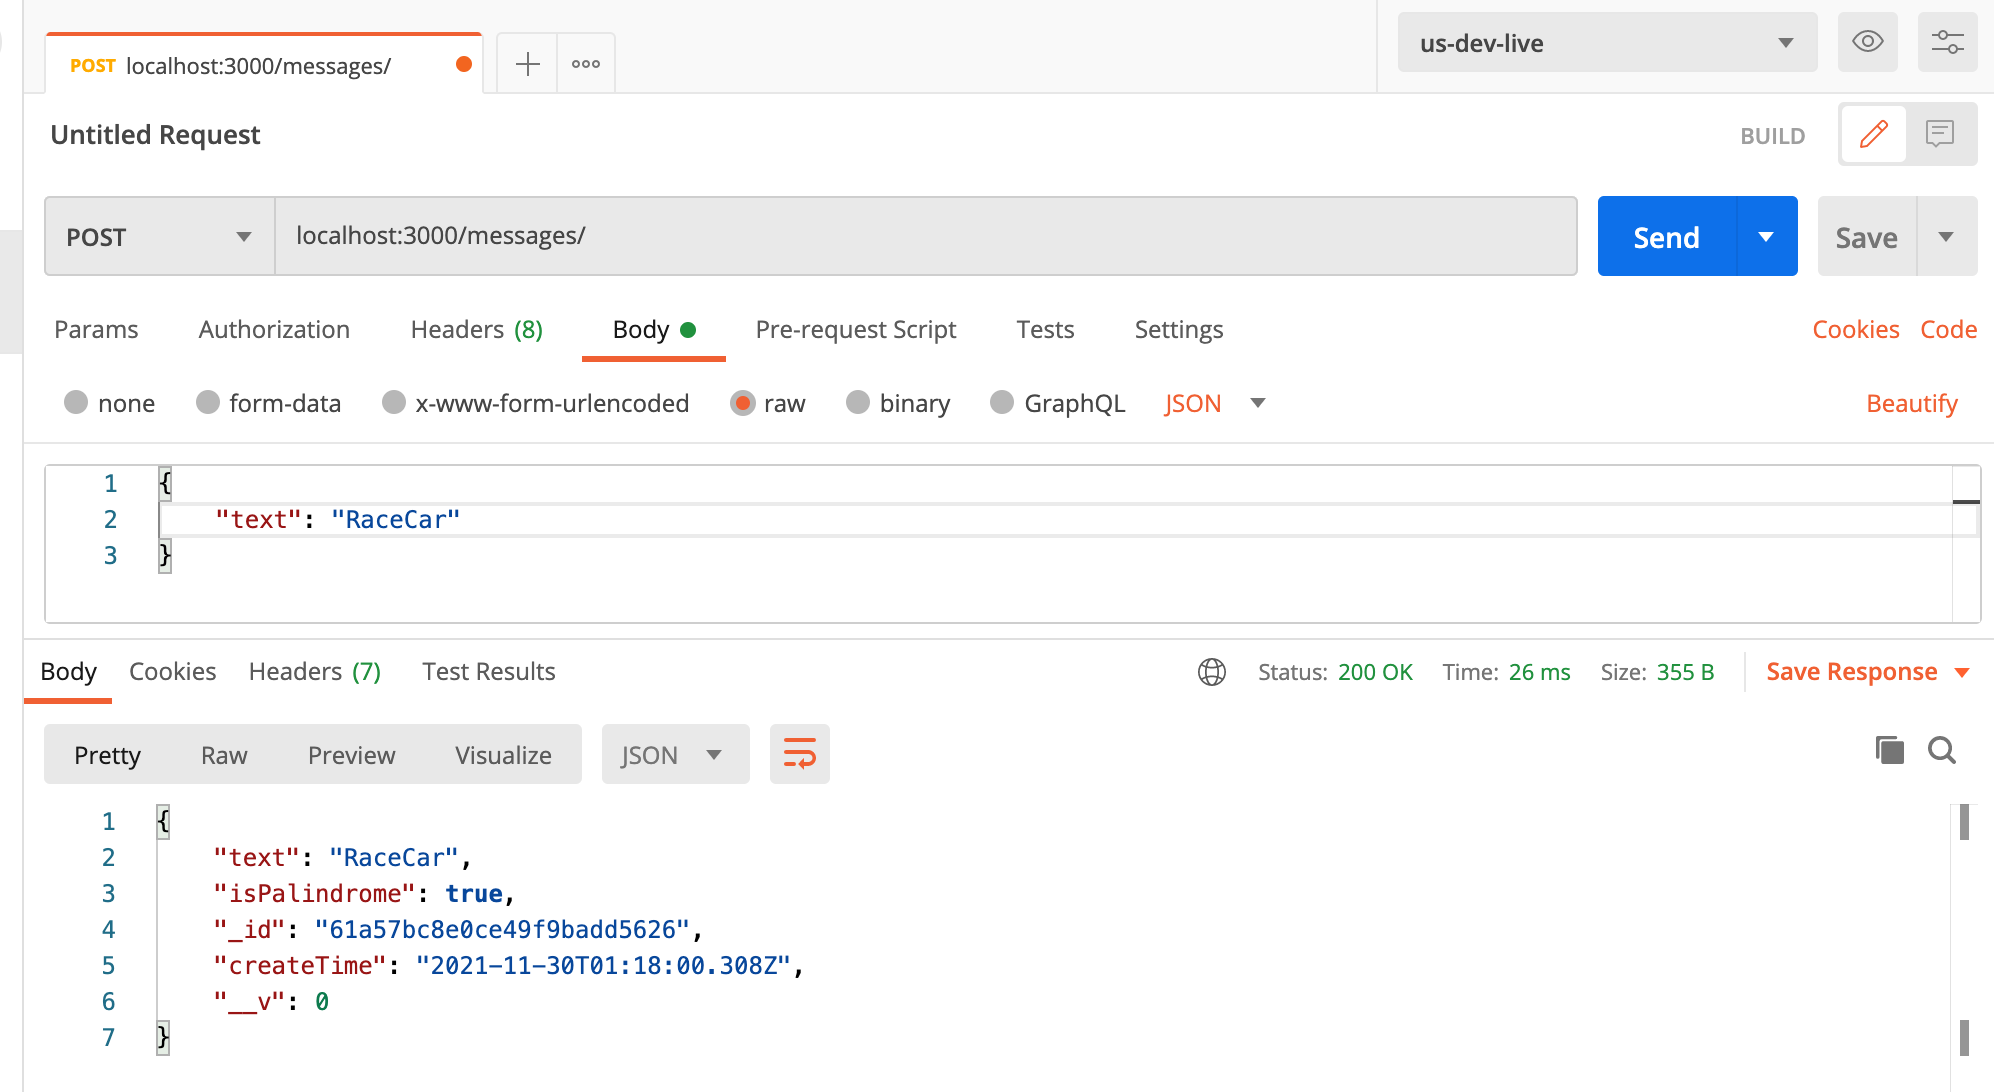 POST localhost:3000/messages/
us-dev-live
Untitled Request
BUILD
POST localhost:3000/messages/ Send Save
Params Authorization Headers (8) Body Pre-request Script Tests Settings Cookies Code
none form-data x-www-form-urlencoded raw binary GraphQL JSON Beautify
1 {
2 "text": "RaceCar"
3 }
Body Cookies Headers (7) Test Results Status: 200 OK Time: 26 ms Size: 355 B Save Response
Pretty Raw Preview Visualize JSON
1 {
2 "text": "RaceCar",
3 "isPalindrome": true,
4 "_id": "61a57bc8e0ce49f9badd5626",
5 "createTime": "2021-11-30T01:18:00.308Z",
6 "__v": 0
7 }